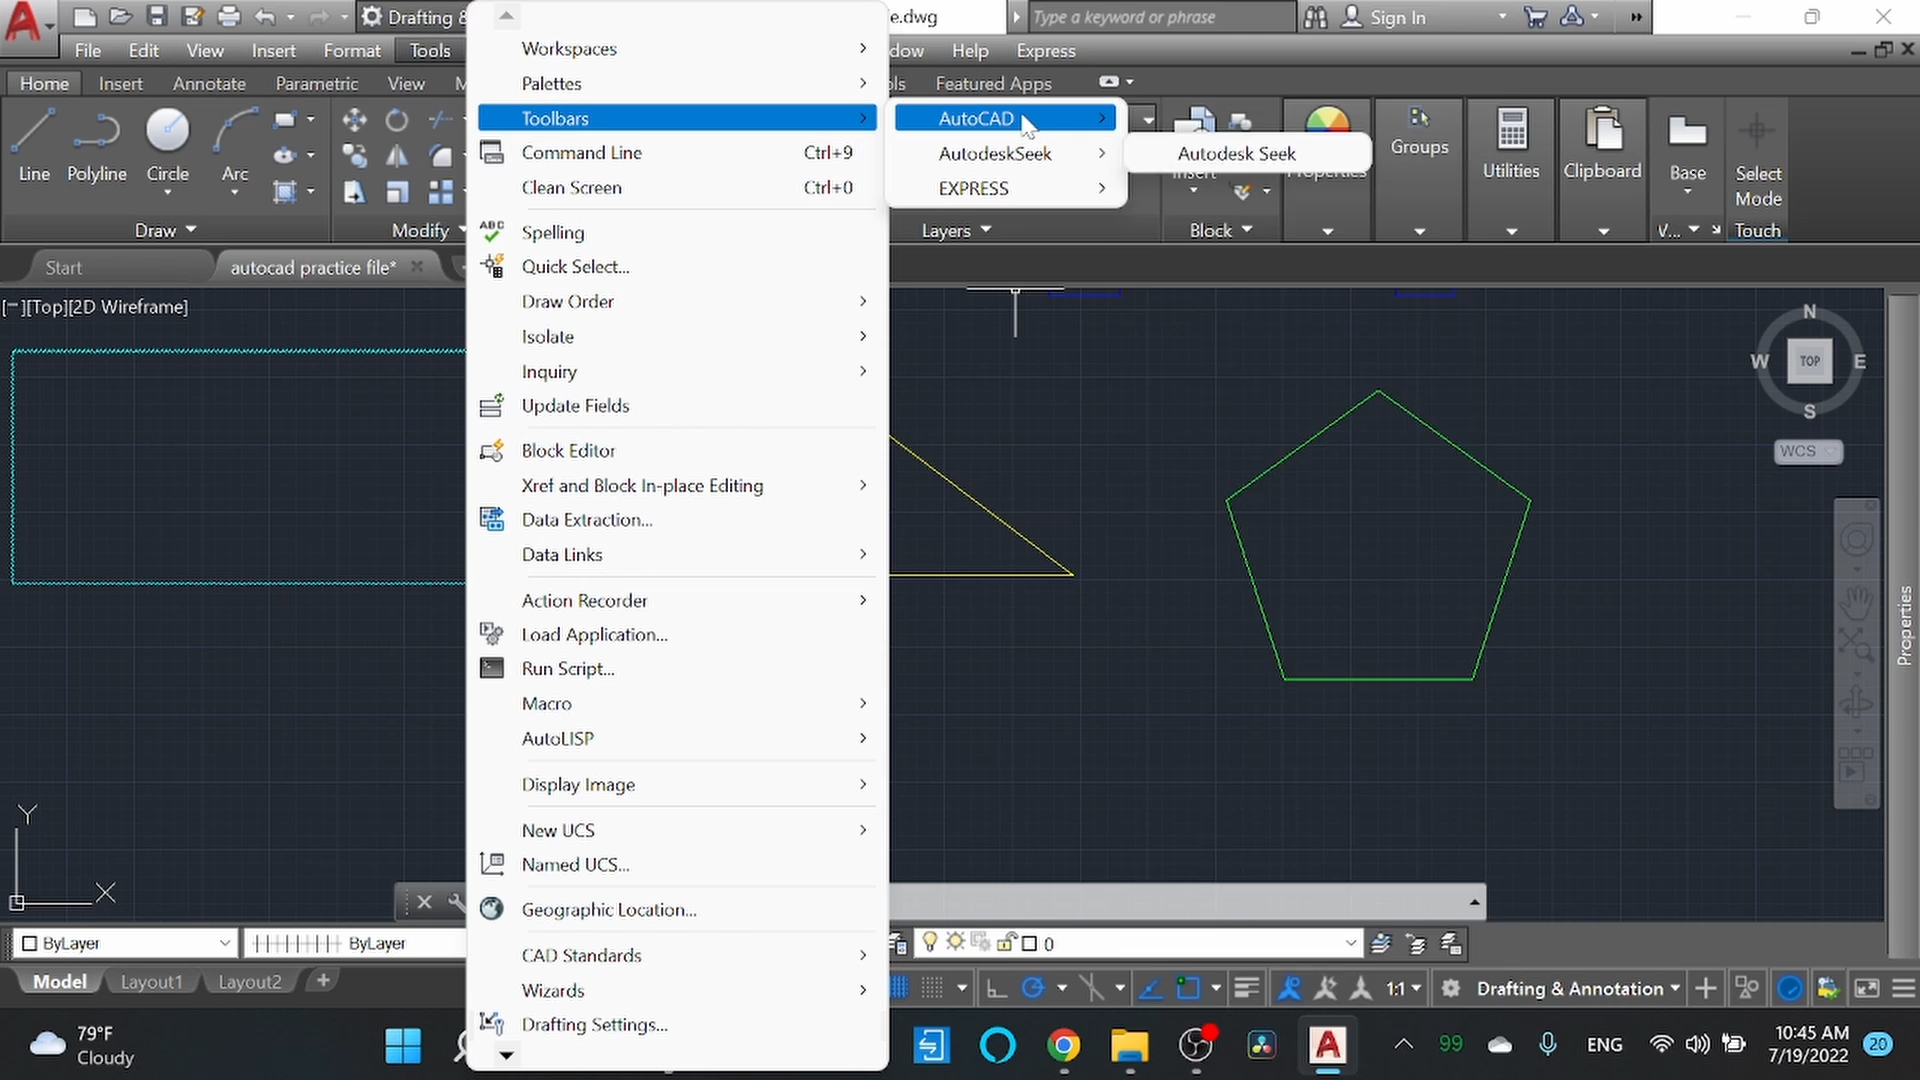 Drafting &
e.dwg
Type a keyword or phrase
Sign In
File Edit View Insert Format Tools
dow Help Express
Home Insert Annotate Parametric View M
ls Featured Apps
Workspaces
Palettes
Toolbars
Command Line Ctrl+9
Clean Screen Ctrl+0
Spelling
Quick Select...
Draw Order
Isolate
Inquiry
Update Fields
Block Editor
Xref and Block In-place Editing
Data Extraction...
Data Links
Action Recorder
Load Application...
Run Script...
Macro
AutoLISP
Display Image
New UCS
Named UCS...
Geographic Location...
CAD Standards
Wizards
Drafting Settings...
AutoCAD
AutodeskSeek
EXPRESS
Autodesk Seek
Line Polyline Circle Arc
Draw Modify
Layers
Insert
Block
Properties
Groups
Utilities
Clipboard
Base
V...
Select
Mode
Touch
Start autocad practice file*
[–][Top][2D Wireframe]
N
W TOP E
S
WCS
Properties
Y
X
ByLayer
ByLayer
0
Model Layout1 Layout2 +
1:1
Drafting & Annotation
79°F
Cloudy
99
ENG
10:45 AM
7/19/2022
20